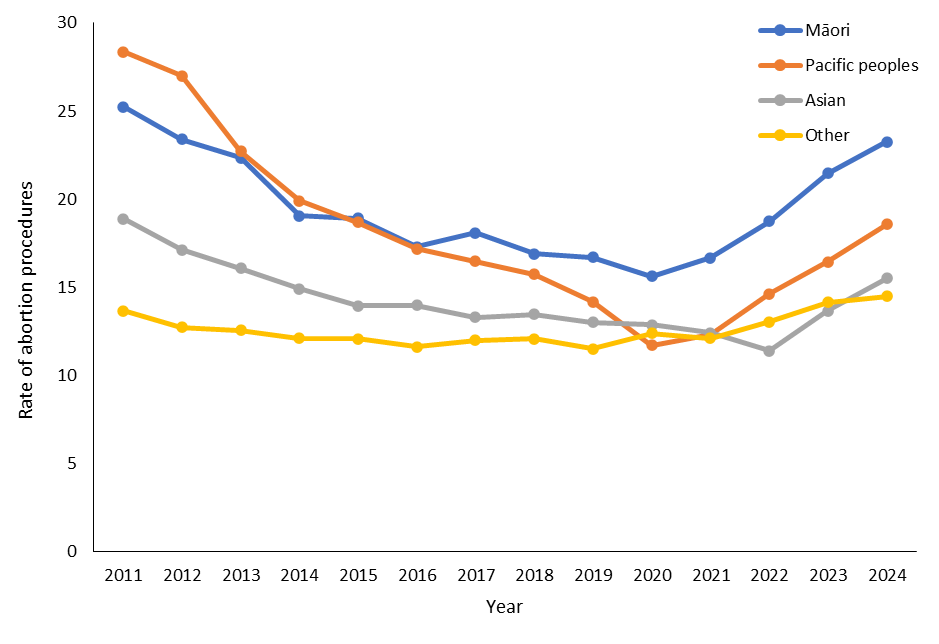 30
25
20
15
10
5
0
Rate of abortion procedures
Māori
Pacific peoples
Asian
Other
2011 2012 2013 2014 2015 2016 2017 2018 2019 2020 2021 2022 2023 2024
Year